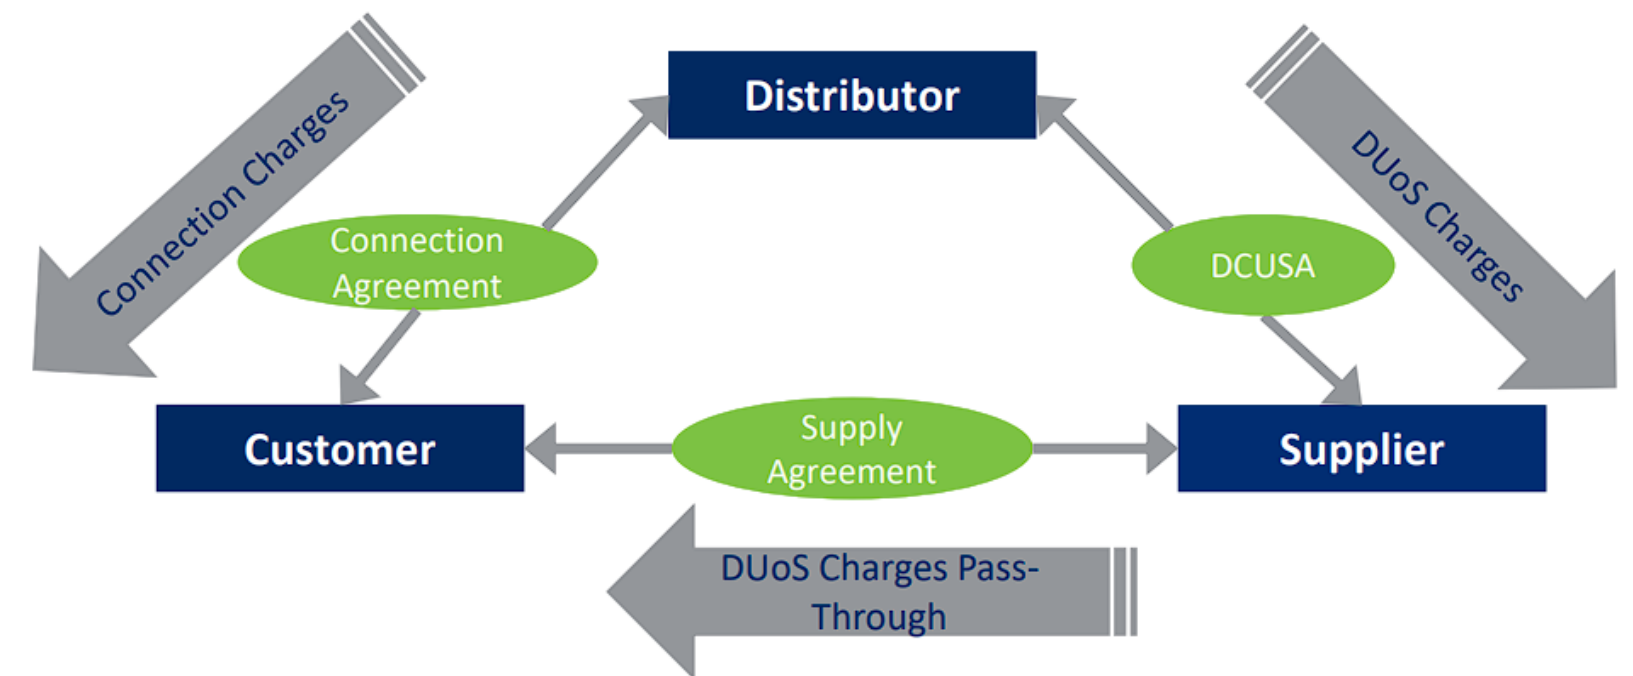 Distributor
Connection Charges
DUoS Charges
Connection
Agreement
DCUSA
Customer
Supply
Agreement
Supplier
DUoS Charges Pass-
Through